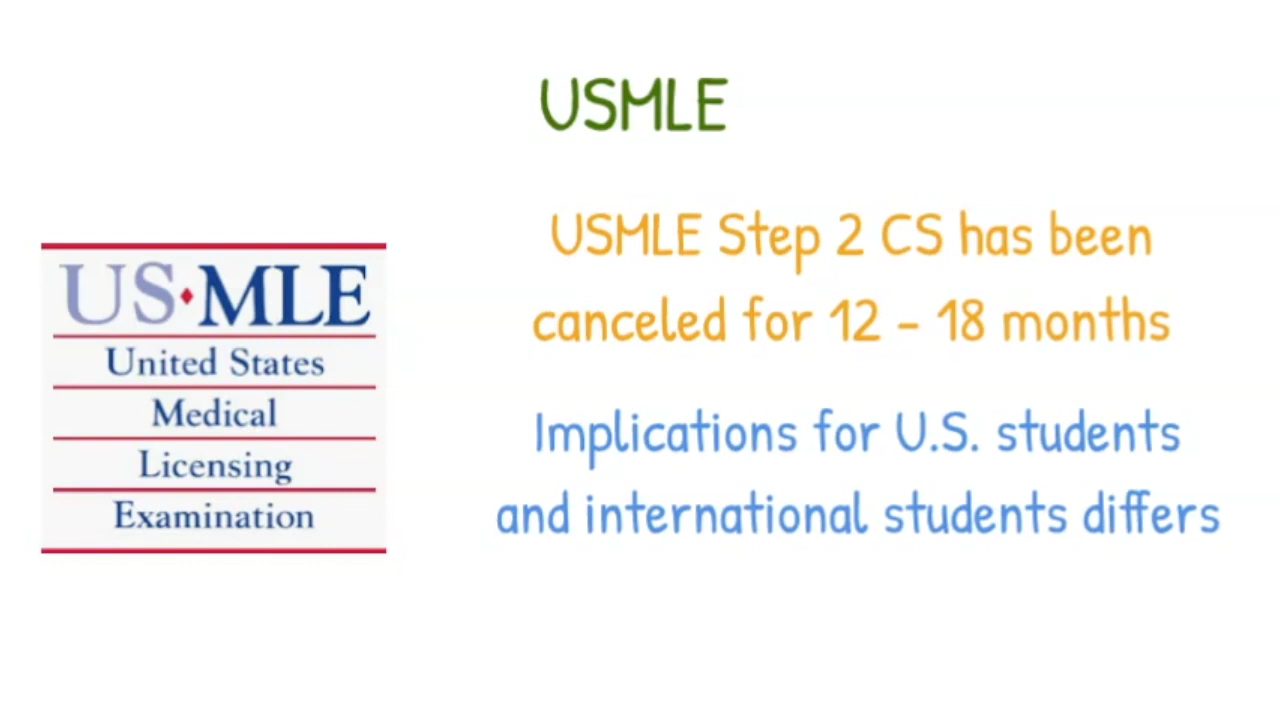 USMLE
US♦MLE
United States
Medical
Licensing
Examination
USMLE Step 2 CS has been
canceled for 12 - 18 months
Implications for U.S. students
and international students differs